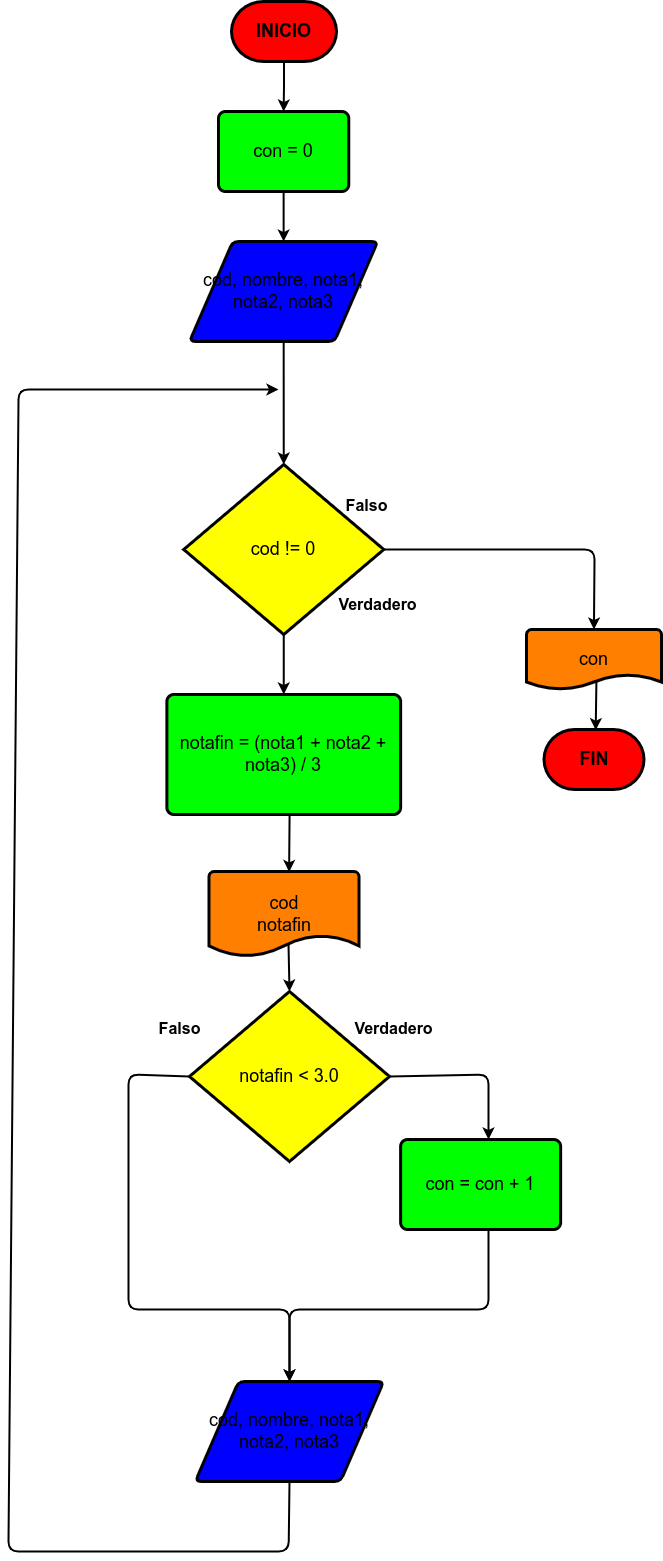 INICIO
con = 0
cod, nombre, nota1,
nota2, nota3
Falso
cod != 0
Verdadero
con
notafin = (nota1 + nota2 +
nota3) / 3
FIN
cod
notafin
Falso
Verdadero
notafin < 3.0
con = con + 1
cod, nombre, nota1,
nota2, nota3